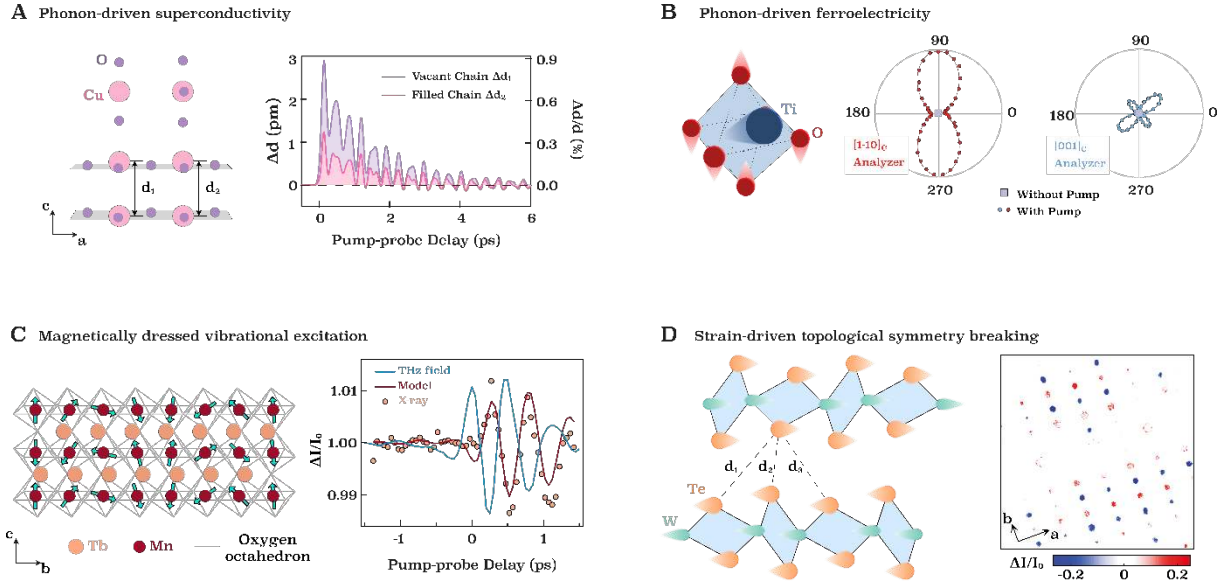 A Phonon-driven superconductivity
O
Cu
d1
d2
c
a
3
2
1
0
Δd (pm)
0.9
0.6
0.3
0.0
Δd/d (%)
Vacant Chain Δd1
Filled Chain Δd2
0 2 4 6
Pump-probe Delay (ps)
B Phonon-driven ferroelectricity
Ti
O
90
180
0
270
[1-10]c
Analyzer
90
180
0
270
[001]c
Analyzer
Without Pump
With Pump
C Magnetically dressed vibrational excitation
c
b
Tb
Mn
Oxygen
octahedron
THz field
Model
X ray
1.01
1.00
0.99
ΔI/I0
-1 0 1
Pump-probe Delay (ps)
D Strain-driven topological symmetry breaking
d1
d2
d3
Te
W
b
a
ΔI/I0
-0.2 0 0.2